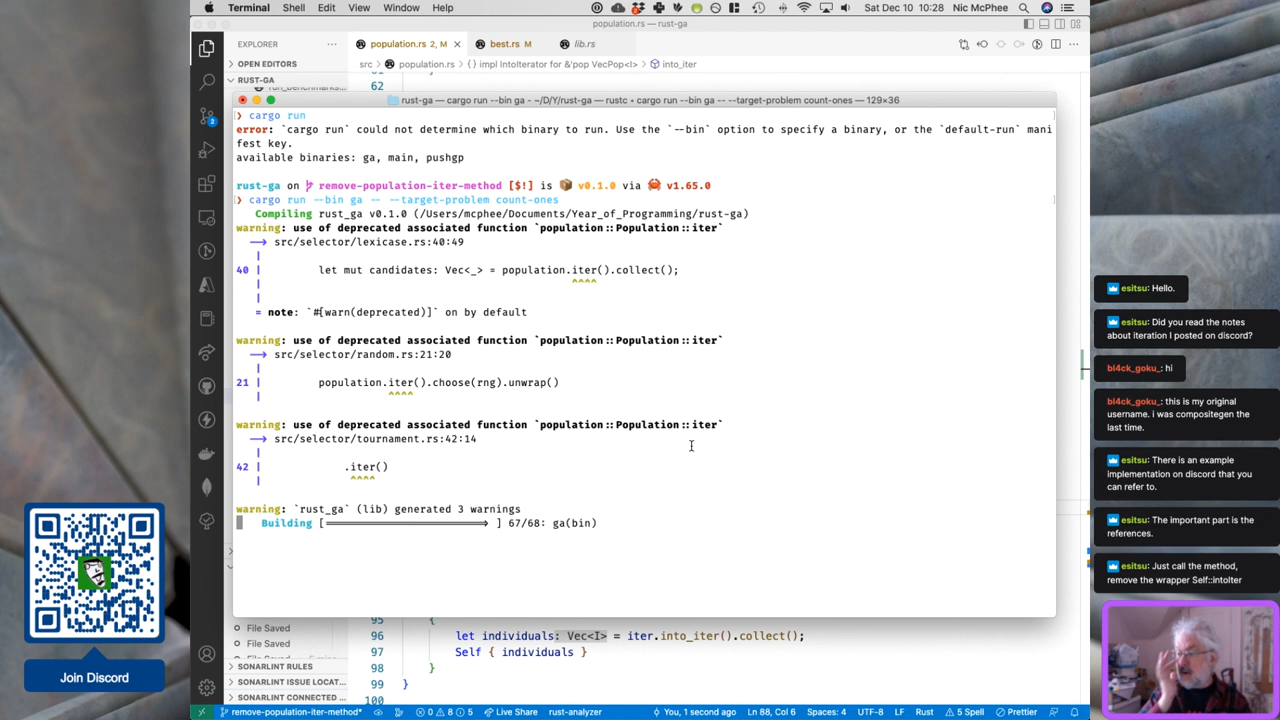 Terminal Shell Edit View Window Help
Sat Dec 10 10:28 Nic McPhee
population.rs — rust-ga
EXPLORER
population.rs 2, M
best.rs M
lib.rs
OPEN EDITORS
src > population.rs > {} impl IntoIterator for &'pop VecPop<I> > into_iter
RUST-GA
run_benchmarks...
62
rust-ga — cargo run --bin ga - ~/D/Y/rust-ga — rustc • cargo run --bin ga -- --target-problem count-ones — 129×36
❯ cargo run
error: `cargo run` could not determine which binary to run. Use the `--bin` option to specify a binary, or the `default-run` mani
fest key.
available binaries: ga, main, pushgp
rust-ga on remove-population-iter-method [$!] is 📦 v0.1.0 via 🦀 v1.65.0
❯ cargo run --bin ga -- --target-problem count-ones
Compiling rust_ga v0.1.0 (/Users/mcphee/Documents/Year_of_Programming/rust-ga)
warning: use of deprecated associated function `population::Population::iter`
--> src/selector/lexicase.rs:40:49
|
40 | let mut candidates: Vec<_> = population.iter().collect();
| ^^^^
|
= note: `#[warn(deprecated)]` on by default
warning: use of deprecated associated function `population::Population::iter`
--> src/selector/random.rs:21:20
|
21 | population.iter().choose(rng).unwrap()
| ^^^^
warning: use of deprecated associated function `population::Population::iter`
--> src/selector/tournament.rs:42:14
|
42 | .iter()
| ^^^^
warning: `rust_ga` (lib) generated 3 warnings
Building [=======================> ] 67/68: ga(bin)
95 {
96 let individuals: Vec<I> = iter.into_iter().collect();
97 Self { individuals }
98 }
99 }
100
File Saved
File Saved
File Saved
SONARLINT RULES
SONARLINT ISSUE LOCAT...
SONARLINT CONNECTED ...
remove-population-iter-method* 0 8 5 Live Share rust-analyzer You, 1 second ago Ln 88, Col 6 Spaces: 4 UTF-8 LF Rust 5 Spell Prettier
Join Discord
esitsu: Hello.
esitsu: Did you read the notes
about iteration I posted on discord?
bl4ck_goku_: hi
bl4ck_goku_: this is my original
username. i was compositegen the
last time.
esitsu: There is an example
implementation on discord that you
can refer to.
esitsu: The important part is the
references.
esitsu: Just call the method,
remove the wrapper Self::intoIter